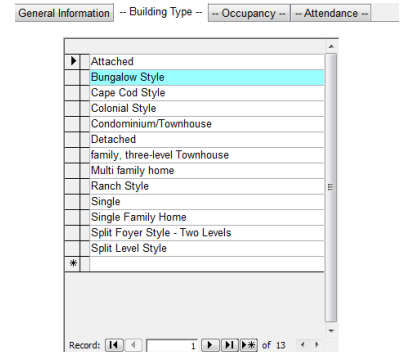 General Information -- Building Type -- -- Occupancy -- -- Attendance --
Attached
Bungalow Style
Cape Cod Style
Colonial Style
Condominium/Townhouse
Detached
family, three-level Townhouse
Multi family home
Ranch Style
Single
Single Family Home
Split Foyer Style - Two Levels
Split Level Style
Record: 1 of 13